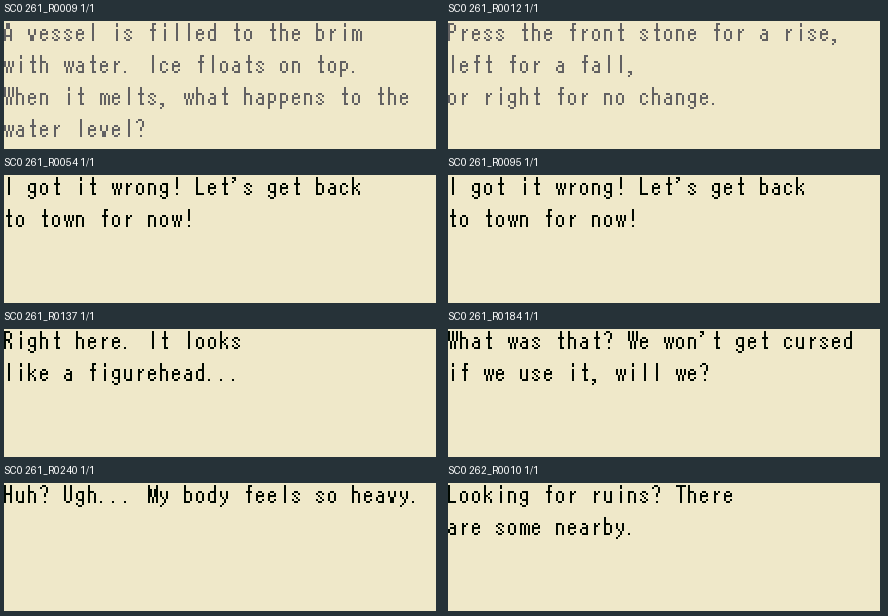 SC0 261_R0009 1/1
A vessel is filled to the brim
with water. Ice floats on top.
When it melts, what happens to the
water level?
SC0 261_R0012 1/1
Press the front stone for a rise,
left for a fall,
or right for no change.
SC0 261_R0054 1/1
I got it wrong! Let's get back
to town for now!
SC0 261_R0095 1/1
I got it wrong! Let's get back
to town for now!
SC0 261_R0137 1/1
Right here. It looks
like a figurehead...
SC0 261_R0184 1/1
What was that? We won't get cursed
if we use it, will we?
SC0 261_R0240 1/1
Huh? Ugh... My body feels so heavy.
SC0 262_R0010 1/1
Looking for ruins? There
are some nearby.